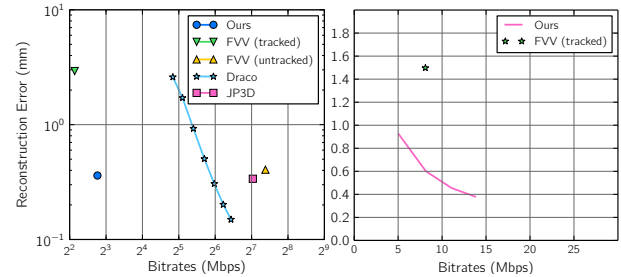 10¹
10⁰
10⁻¹
Reconstruction Error (mm)
Ours
FVV (tracked)
FVV (untracked)
Draco
JP3D
2² 2³ 2⁴ 2⁵ 2⁶ 2⁷ 2⁸ 2⁹
Bitrates (Mbps)
Ours
FVV (tracked)
1.8
1.6
1.4
1.2
1.0
0.8
0.6
0.4
0.2
0.0
0 5 10 15 20 25
Bitrates (Mbps)